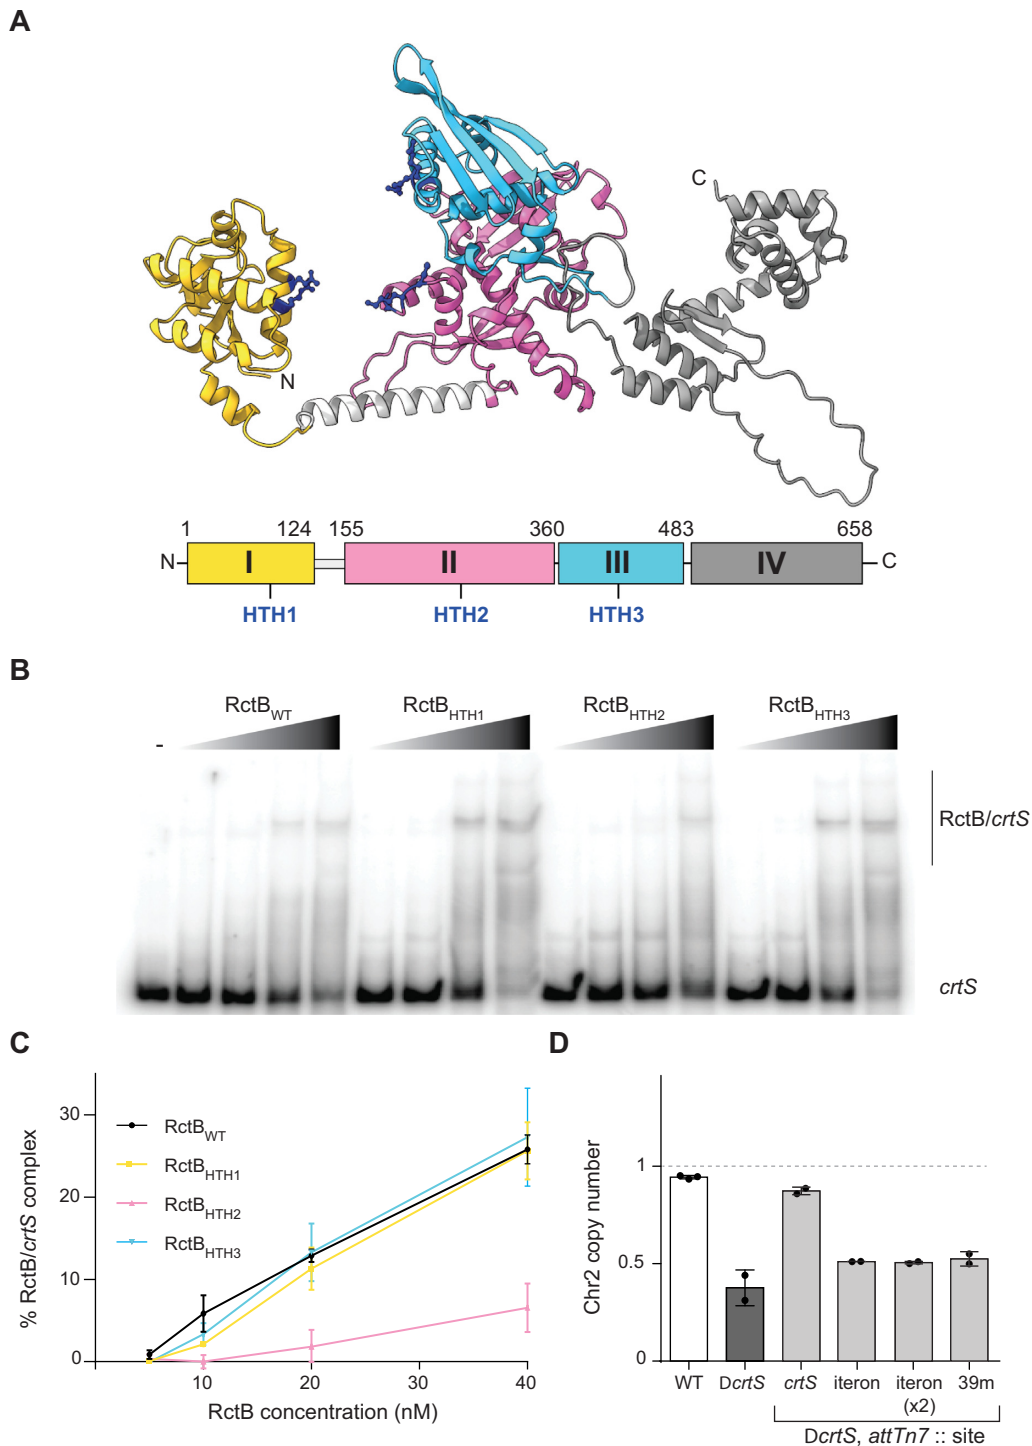 A
C
N
1 124 155 360 483 658
N I II III IV C
HTH1 HTH2 HTH3
B
RctBWT RctBHTH1 RctBHTH2 RctBHTH3
-
RctB/crtS
crtS
C
% RctB/crtS complex
30
20
10
0
RctBWT
RctBHTH1
RctBHTH2
RctBHTH3
10 20 30 40
RctB concentration (nM)
D
Chr2 copy number
1
0.5
0
WT DcrtS crtS iteron iteron (x2) 39m
DcrtS, attTn7 :: site